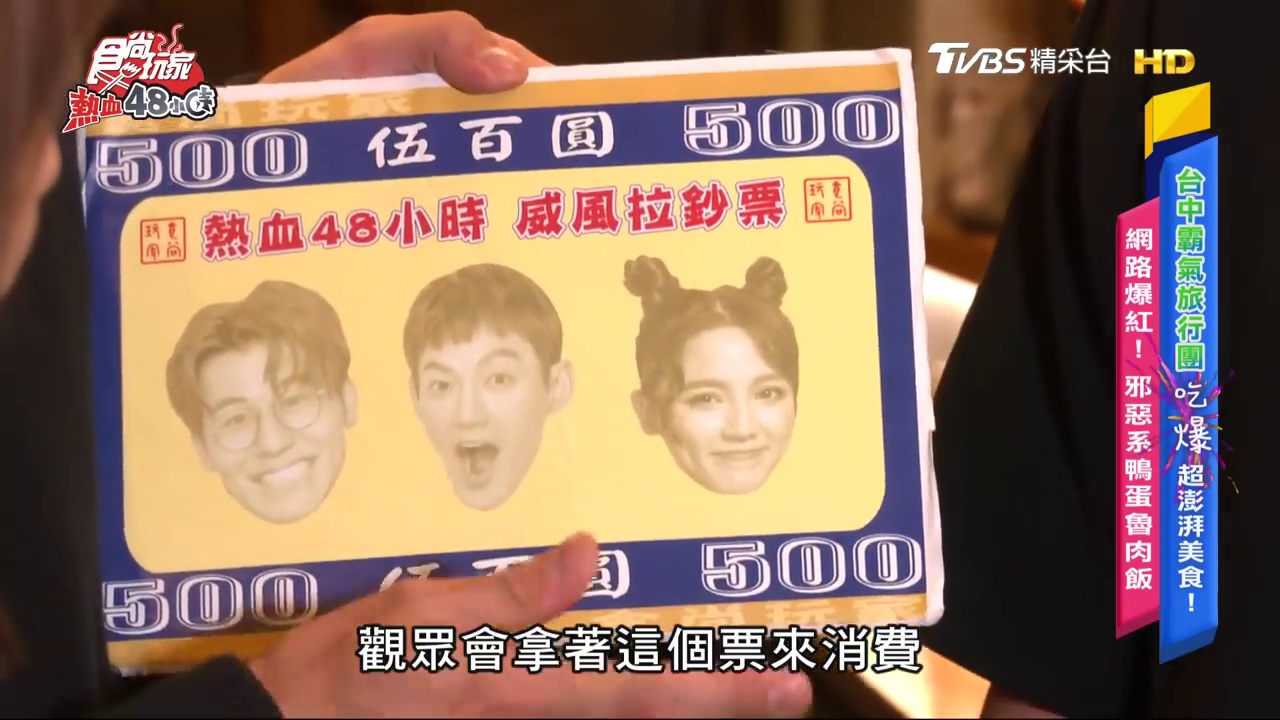 食尚玩家
熱血48小時
TVBS精采台 HD
500 伍百圓 500
熱血48小時 威風拉鈔票
食尚玩家
食尚玩家
500 伍百圓 500
食尚玩家
台中霸氣旅行團 吃爆 超澎湃美食！
網路爆紅！邪惡系鴨蛋魯肉飯
觀眾會拿著這個票來消費